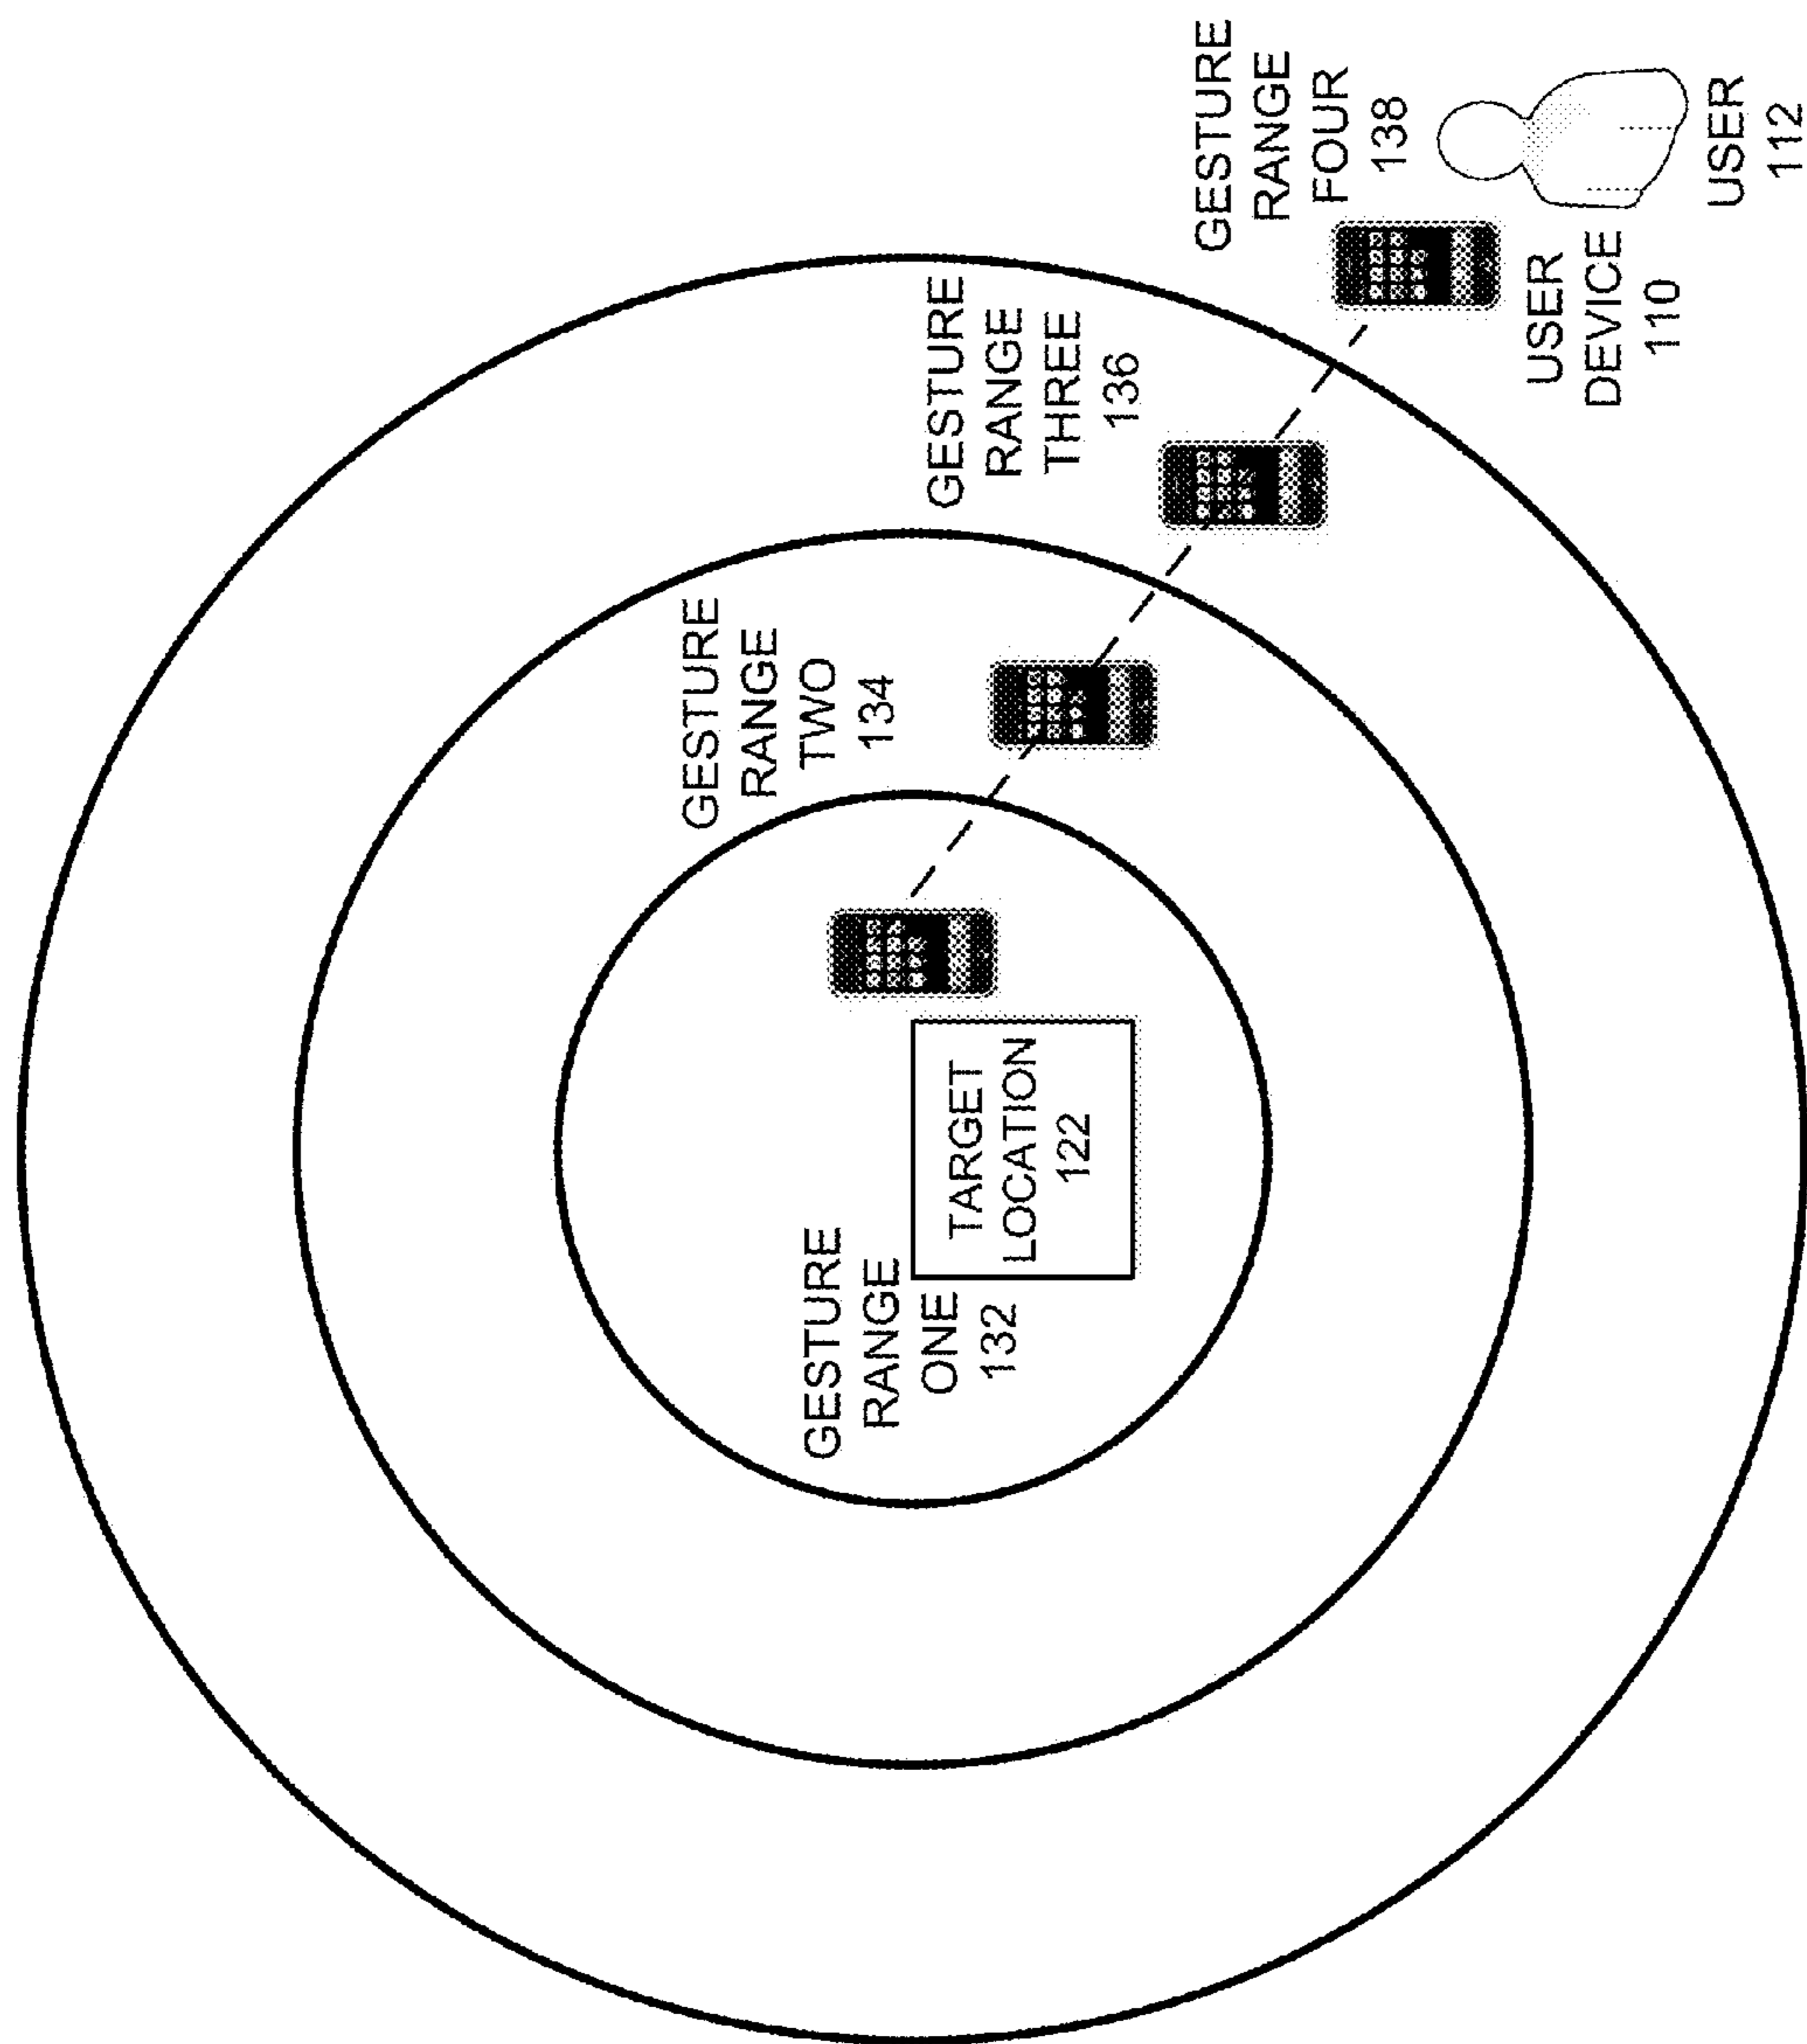 GESTURE
RANGE
ONE
132
TARGET
LOCATION
122
GESTURE
RANGE
TWO
134
GESTURE
RANGE
THREE
136
GESTURE
RANGE
FOUR
138
USER
DEVICE
110
USER
112